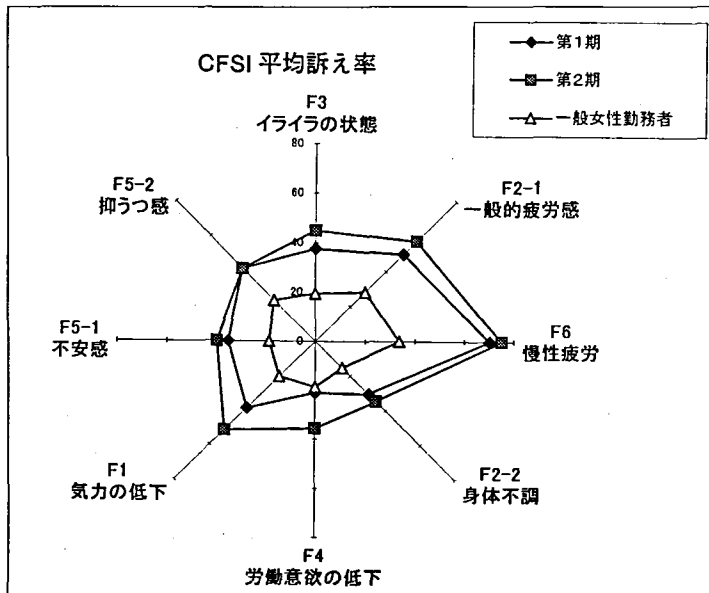 第1期
第2期
一般女性勤務者
CFSI 平均訴え率
F3
イライラの状態
80
60
40
20
0
F2-1
一般的疲労感
F6
慢性疲労
F2-2
身体不調
F4
労働意欲の低下
F1
気力の低下
F5-1
不安感
F5-2
抑うつ感